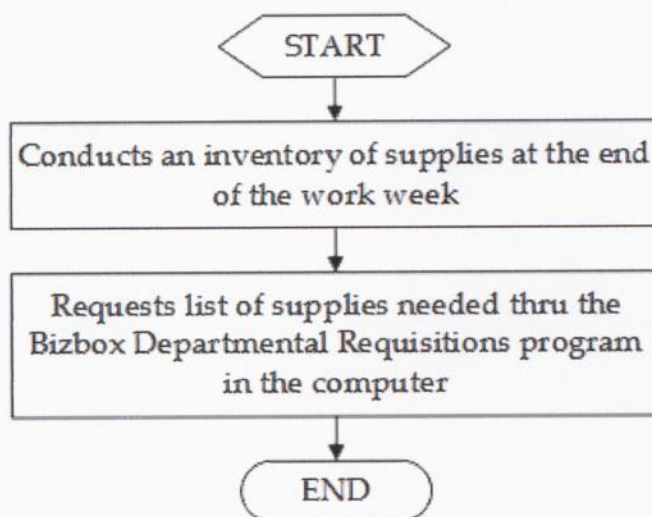 START
Conducts an inventory of supplies at the end
of the work week
Requests list of supplies needed thru the
Bizbox Departmental Requisitions program
in the computer
END